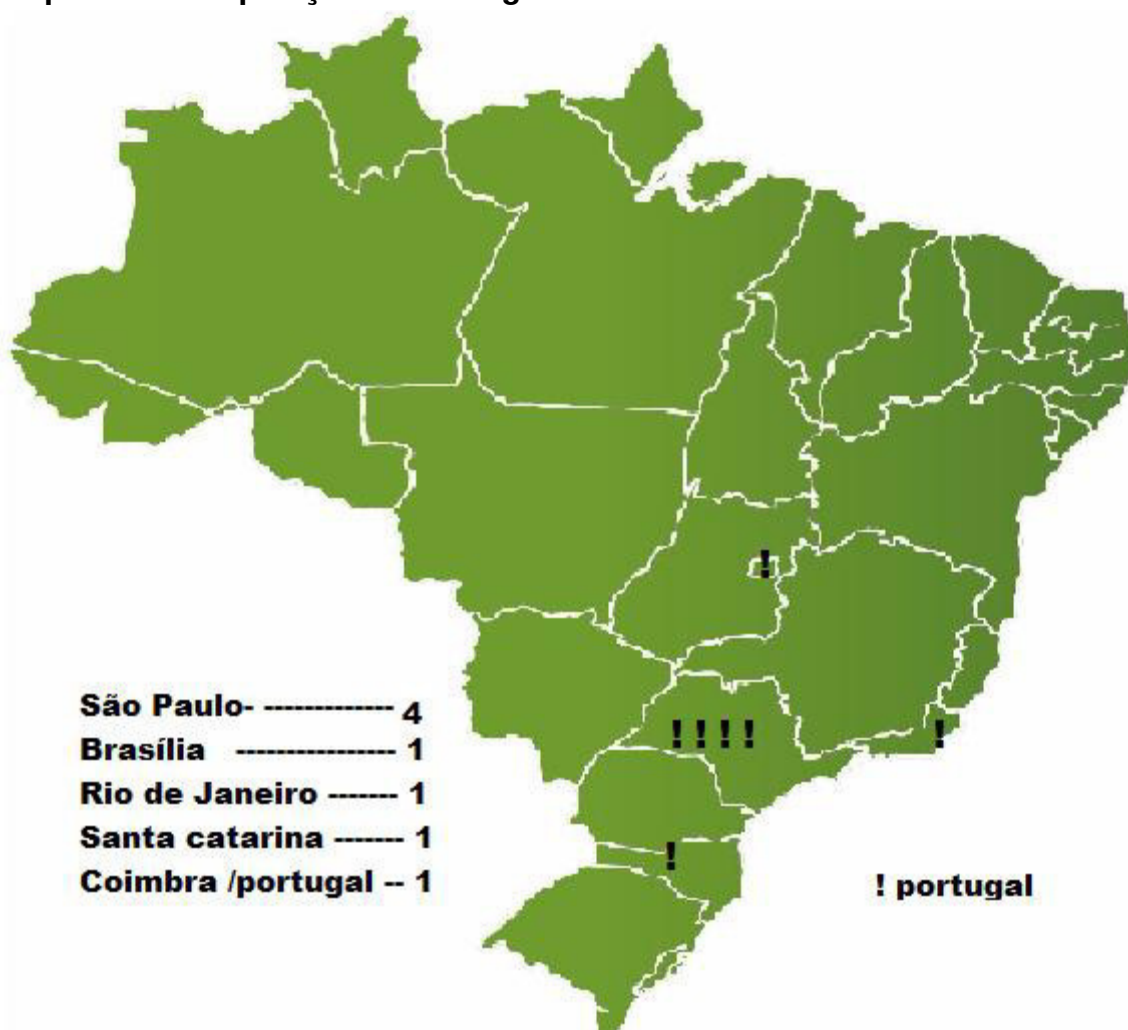 !
! ! ! !
!
!
São Paulo- ------------- 4
Brasília ---------------- 1
Rio de Janeiro ------- 1
Santa catarina ------- 1
Coimbra /portugal -- 1
! portugal